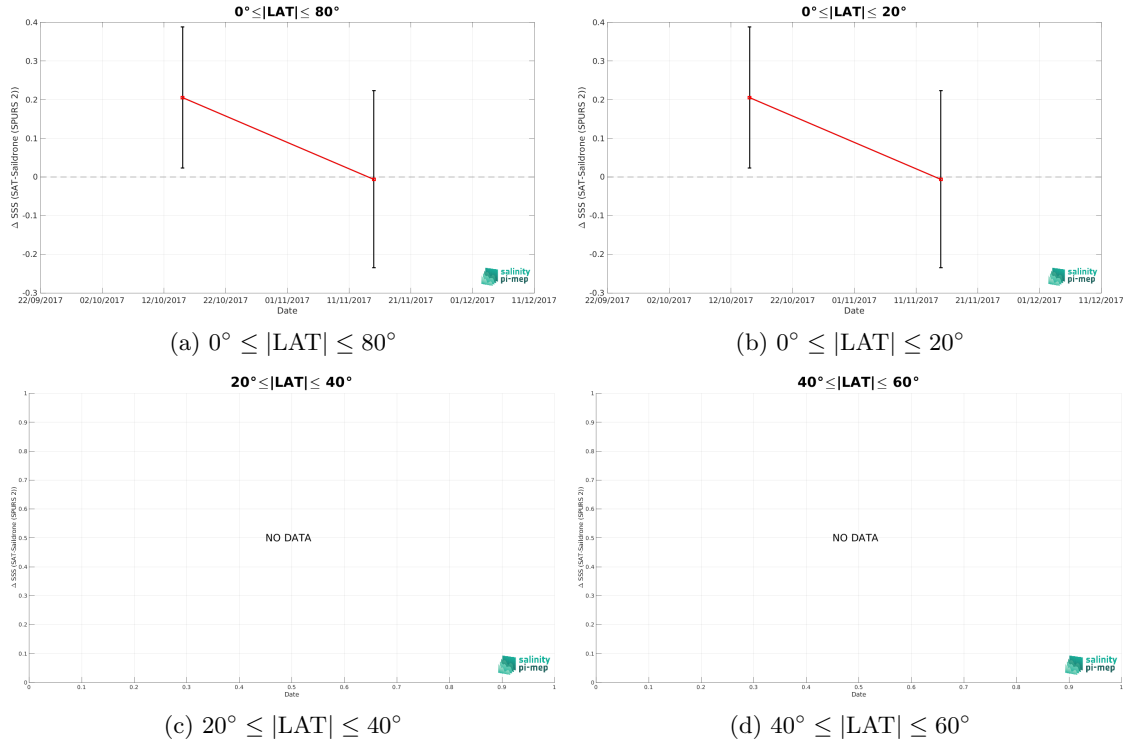 0°≤|LAT|≤ 80°
0.4
0.3
0.2
0.1
0
-0.1
-0.2
-0.3
Δ SSS (SAT-Saildrone (SPURS 2))
22/09/2017 02/10/2017 12/10/2017 22/10/2017 01/11/2017 11/11/2017 21/11/2017 01/12/2017 11/12/2017
Date
salinity
pi-mep
(a) 0° ≤ |LAT| ≤ 80°
0°≤|LAT|≤ 20°
0.4
0.3
0.2
0.1
0
-0.1
-0.2
-0.3
Δ SSS (SAT-Saildrone (SPURS 2))
22/09/2017 02/10/2017 12/10/2017 22/10/2017 01/11/2017 11/11/2017 21/11/2017 01/12/2017 11/12/2017
Date
salinity
pi-mep
(b) 0° ≤ |LAT| ≤ 20°
20°≤|LAT|≤ 40°
1
0.9
0.8
0.7
0.6
0.5
0.4
0.3
0.2
0.1
0
Δ SSS (SAT-Saildrone (SPURS 2))
NO DATA
0 0.1 0.2 0.3 0.4 0.5 0.6 0.7 0.8 0.9 1
Date
salinity
pi-mep
(c) 20° ≤ |LAT| ≤ 40°
40°≤|LAT|≤ 60°
1
0.9
0.8
0.7
0.6
0.5
0.4
0.3
0.2
0.1
0
Δ SSS (SAT-Saildrone (SPURS 2))
NO DATA
0 0.1 0.2 0.3 0.4 0.5 0.6 0.7 0.8 0.9 1
Date
salinity
pi-mep
(d) 40° ≤ |LAT| ≤ 60°